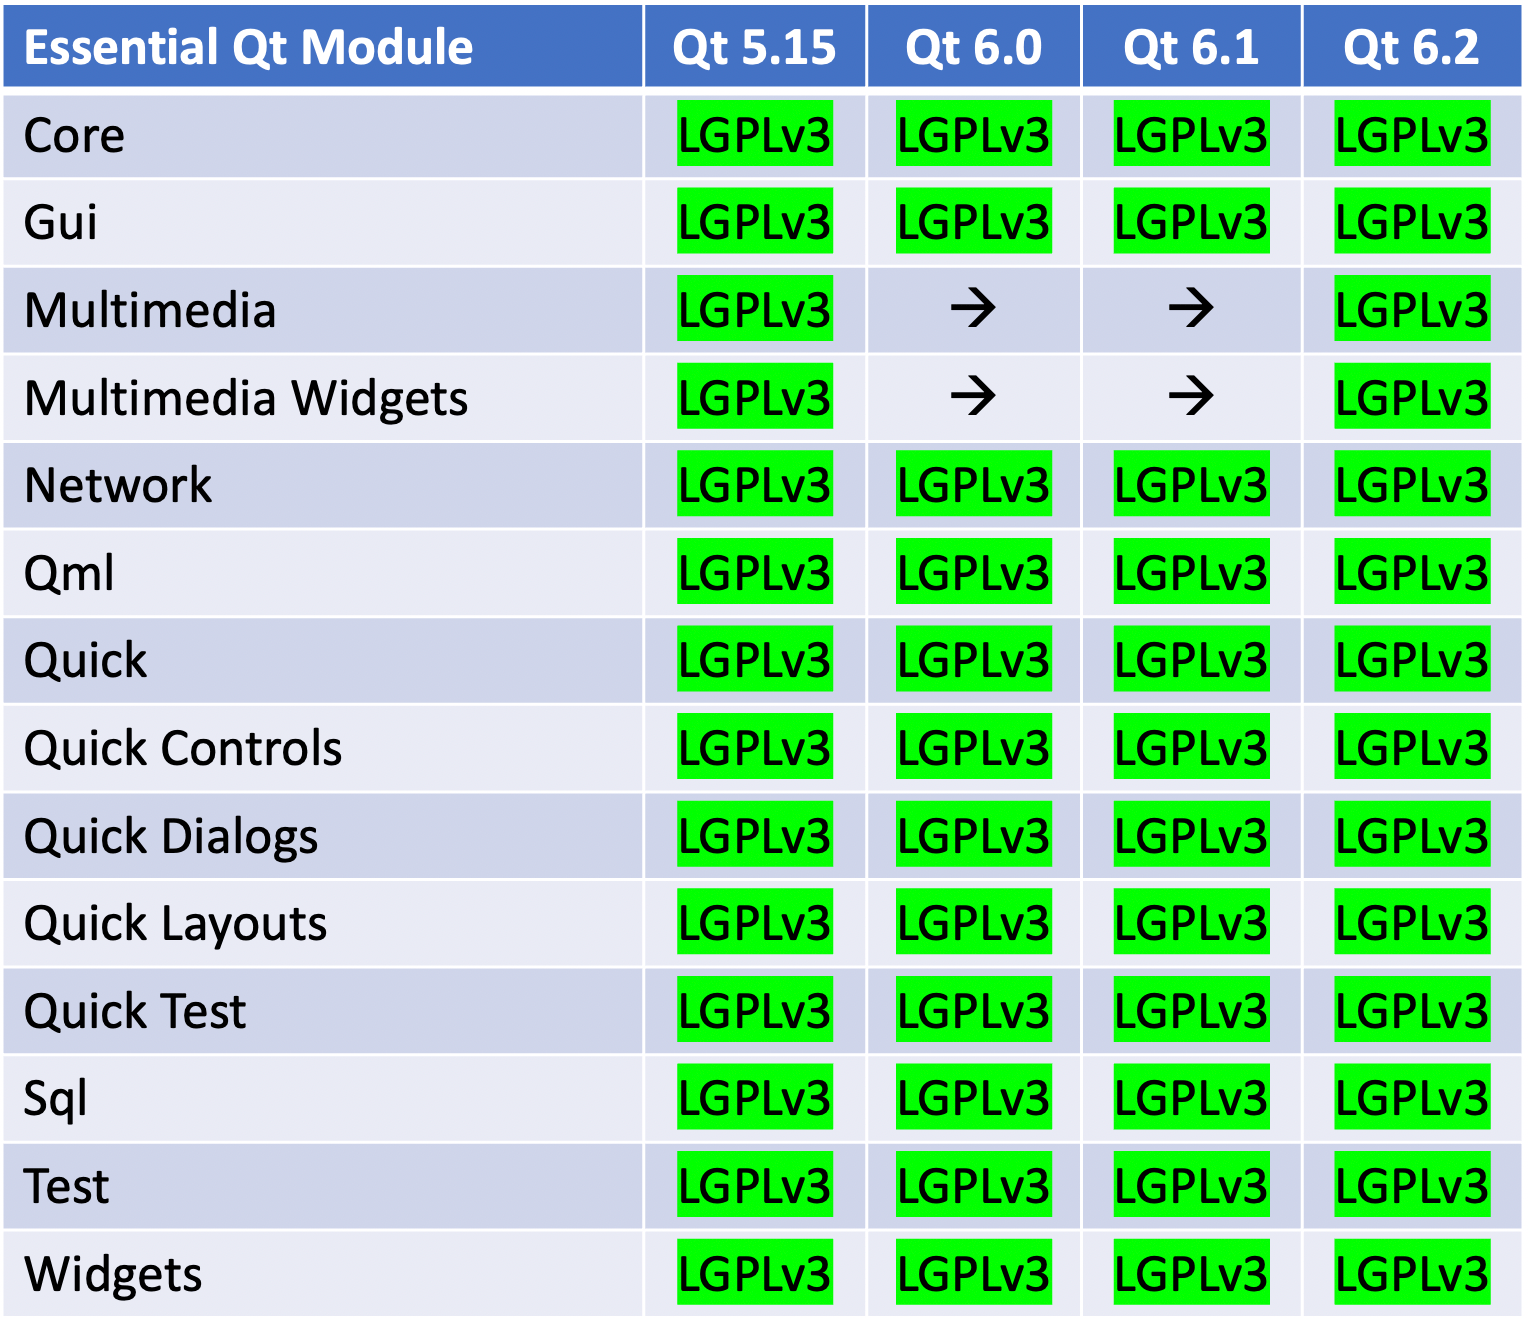 Essential Qt Module Qt 5.15 Qt 6.0 Qt 6.1 Qt 6.2
Core LGPLv3 LGPLv3 LGPLv3 LGPLv3
Gui LGPLv3 LGPLv3 LGPLv3 LGPLv3
Multimedia LGPLv3 → → LGPLv3
Multimedia Widgets LGPLv3 → → LGPLv3
Network LGPLv3 LGPLv3 LGPLv3 LGPLv3
Qml LGPLv3 LGPLv3 LGPLv3 LGPLv3
Quick LGPLv3 LGPLv3 LGPLv3 LGPLv3
Quick Controls LGPLv3 LGPLv3 LGPLv3 LGPLv3
Quick Dialogs LGPLv3 LGPLv3 LGPLv3 LGPLv3
Quick Layouts LGPLv3 LGPLv3 LGPLv3 LGPLv3
Quick Test LGPLv3 LGPLv3 LGPLv3 LGPLv3
Sql LGPLv3 LGPLv3 LGPLv3 LGPLv3
Test LGPLv3 LGPLv3 LGPLv3 LGPLv3
Widgets LGPLv3 LGPLv3 LGPLv3 LGPLv3